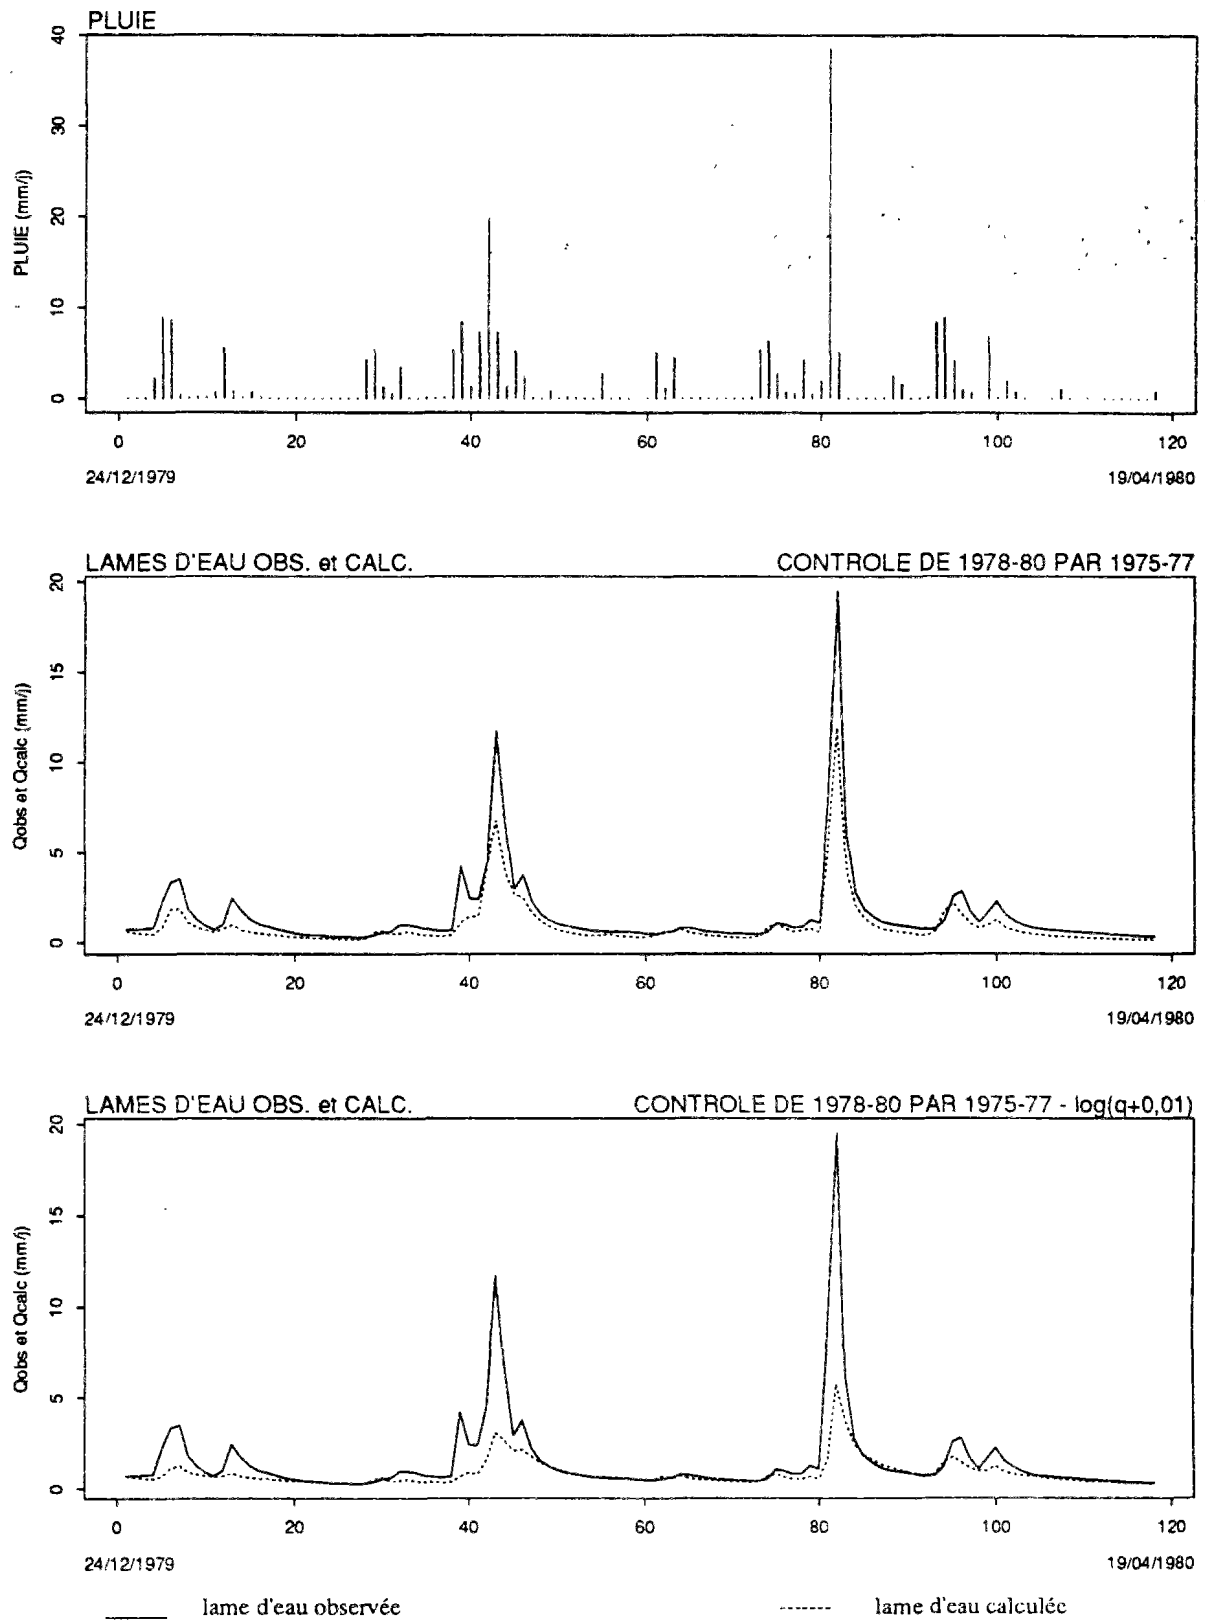 PLUIE
40
30
20
10
0
PLUIE (mm/j)
0 20 40 60 80 100 120
24/12/1979 19/04/1980
LAMES D'EAU OBS. et CALC. CONTROLE DE 1978-80 PAR 1975-77
20
15
10
5
0
Qobs et Qcalc (mm/j)
0 20 40 60 80 100 120
24/12/1979 19/04/1980
LAMES D'EAU OBS. et CALC. CONTROLE DE 1978-80 PAR 1975-77 - log(q+0,01)
20
15
10
5
0
Qobs et Qcalc (mm/j)
0 20 40 60 80 100 120
24/12/1979 19/04/1980
lame d'eau observée lame d'eau calculée